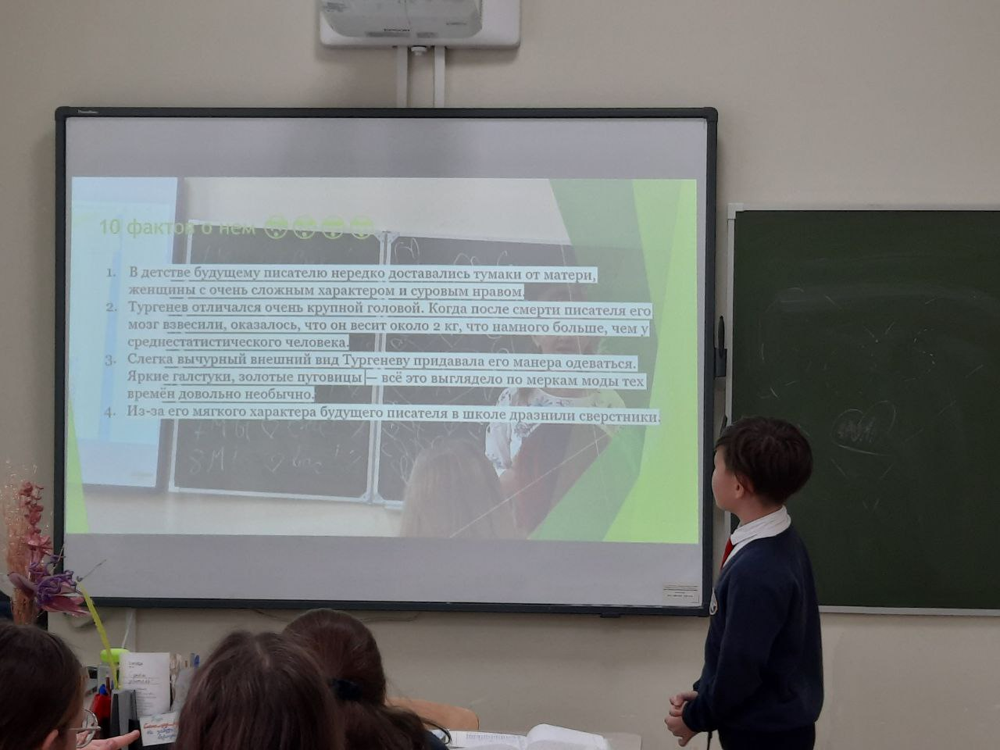 EPSON
10 фактов о нем
1. В детстве будущему писателю нередко доставались тумаки от матери,
женщины с очень сложным характером и суровым нравом.
2. Тургенев отличался очень крупной головой. Когда после смерти писателя его
мозг взвесили, оказалось, что он весит около 2 кг, что намного больше, чем у
среднестатистического человека.
3. Слегка вычурный внешний вид Тургеневу придавала его манера одеваться.
Яркие галстуки, золотые пуговицы — всё это выглядело по меркам моды тех
времён довольно необычно.
4. Из-за его мягкого характера будущего писателя в школе дразнили сверстники.